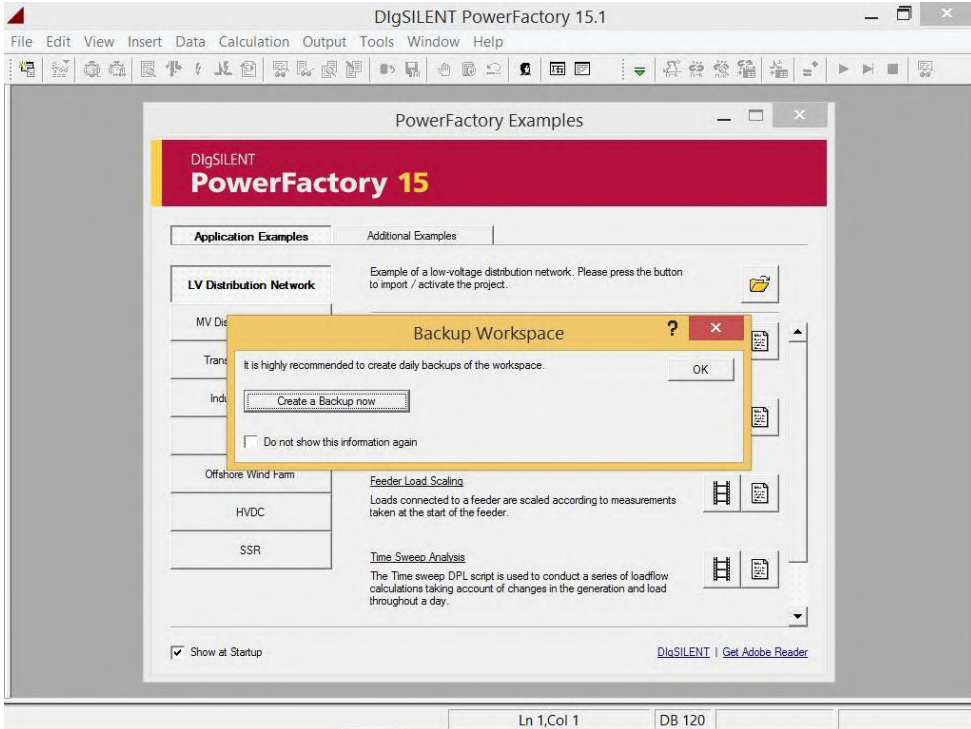 DIgSILENT PowerFactory 15.1
File Edit View Insert Data Calculation Output Tools Window Help
PowerFactory Examples
DIgSILENT
PowerFactory 15
Application Examples
Additional Examples
LV Distribution Network
Example of a low-voltage distribution network. Please press the button
to import / activate the project.
MV Dis
Trans
Indu
Backup Workspace
It is highly recommended to create daily backups of the workspace.
OK
Create a Backup now
Do not show this information again
Offshore Wind Farm
HVDC
SSR
Feeder Load Scaling
Loads connected to a feeder are scaled according to measurements
taken at the start of the feeder.
Time Sweep Analysis
The Time sweep DPL script is used to conduct a series of loadflow
calculations taking account of changes in the generation and load
throughout a day.
Show at Startup
DIgSILENT | Get Adobe Reader
Ln 1,Col 1
DB 120